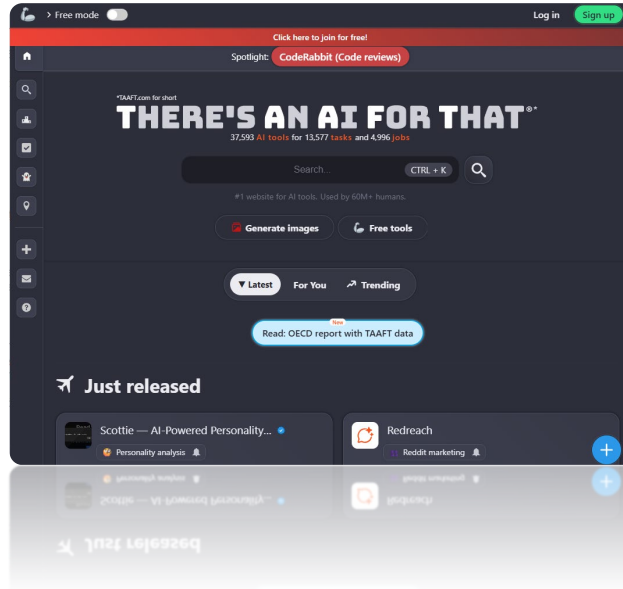 > Free mode
Log in
Sign up
Click here to join for free!
Spotlight: CodeRabbit (Code reviews)
*TAAFT.com for short
THERE'S AN AI FOR THAT®*
37,593 AI tools for 13,577 tasks and 4,996 jobs
Search...
CTRL + K
#1 website for AI tools. Used by 60M+ humans.
Generate images
Free tools
▼ Latest
For You
Trending
New
Read: OECD report with TAAFT data
Just released
Scottie — AI-Powered Personality...
Redreach
Personality analysis
Reddit marketing